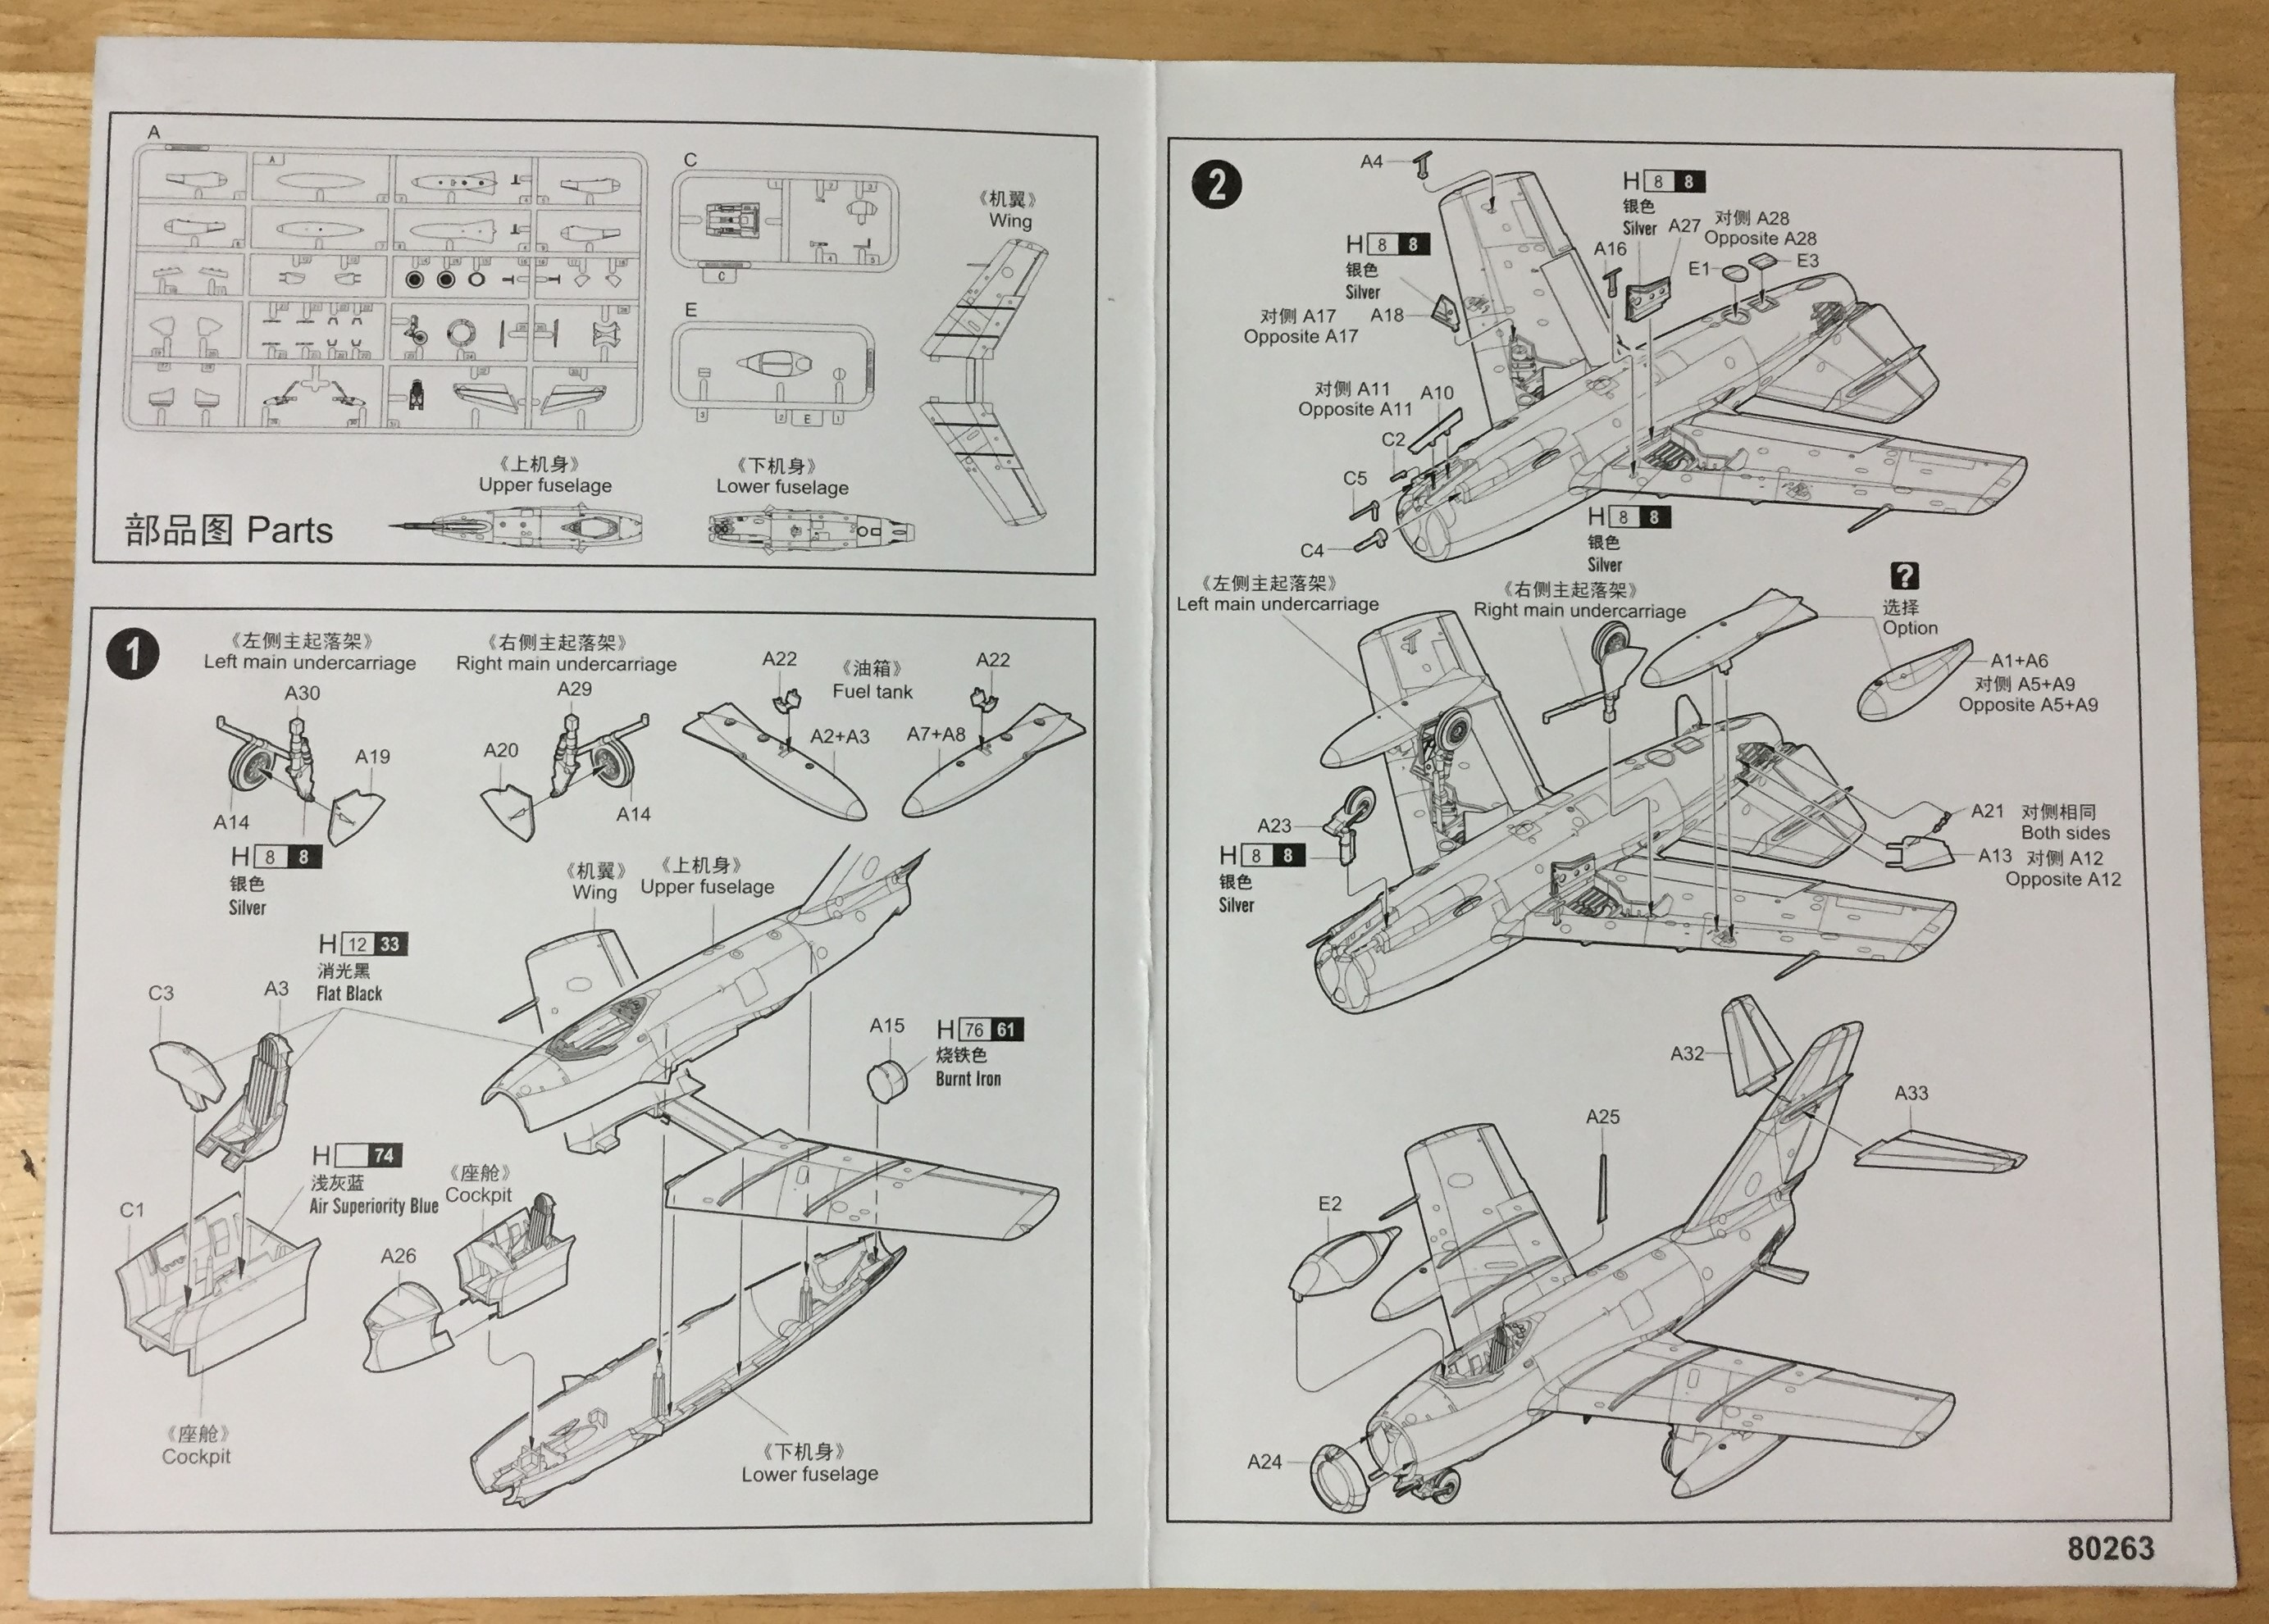 A
C
C
E
3
2
E
1
《机翼》
Wing
《上机身》
Upper fuselage
《下机身》
Lower fuselage
部品图 Parts
1
《左侧主起落架》
Left main undercarriage
《右侧主起落架》
Right main undercarriage
A30
A19
A14
H 8 8
银色
Silver
A29
A20
A14
A22
《油箱》
Fuel tank
A22
A2+A3
A7+A8
《机翼》
Wing
《上机身》
Upper fuselage
H 12 33
消光黑
Flat Black
C3
A3
A15
H 76 61
烧铁色
Burnt Iron
H 74
浅灰蓝
Air Superiority Blue
《座舱》
Cockpit
C1
A26
《座舱》
Cockpit
《下机身》
Lower fuselage
2
A4
H 8 8
银色
Silver
A27
对侧 A28
Opposite A28
A16
E1
E3
H 8 8
银色
Silver
对侧 A17
Opposite A17
A18
对侧 A11
Opposite A11
A10
C2
C5
C4
H 8 8
银色
Silver
《左侧主起落架》
Left main undercarriage
《右侧主起落架》
Right main undercarriage
?
选择
Option
A1+A6
对侧 A5+A9
Opposite A5+A9
A23
H 8 8
银色
Silver
A21
对侧相同
Both sides
A13
对侧 A12
Opposite A12
A32
A33
A25
E2
A24
80263